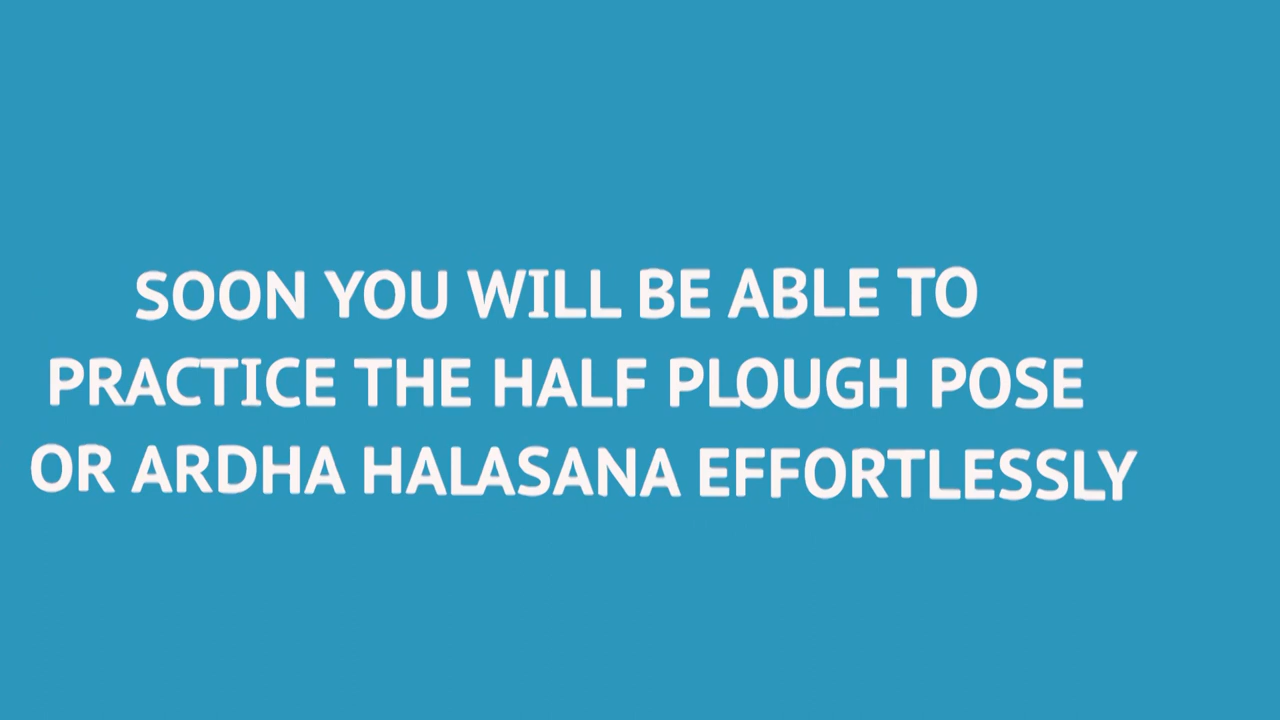 SOON YOU WILL BE ABLE TO
PRACTICE THE HALF PLOUGH POSE
OR ARDHA HALASANA EFFORTLESSLY